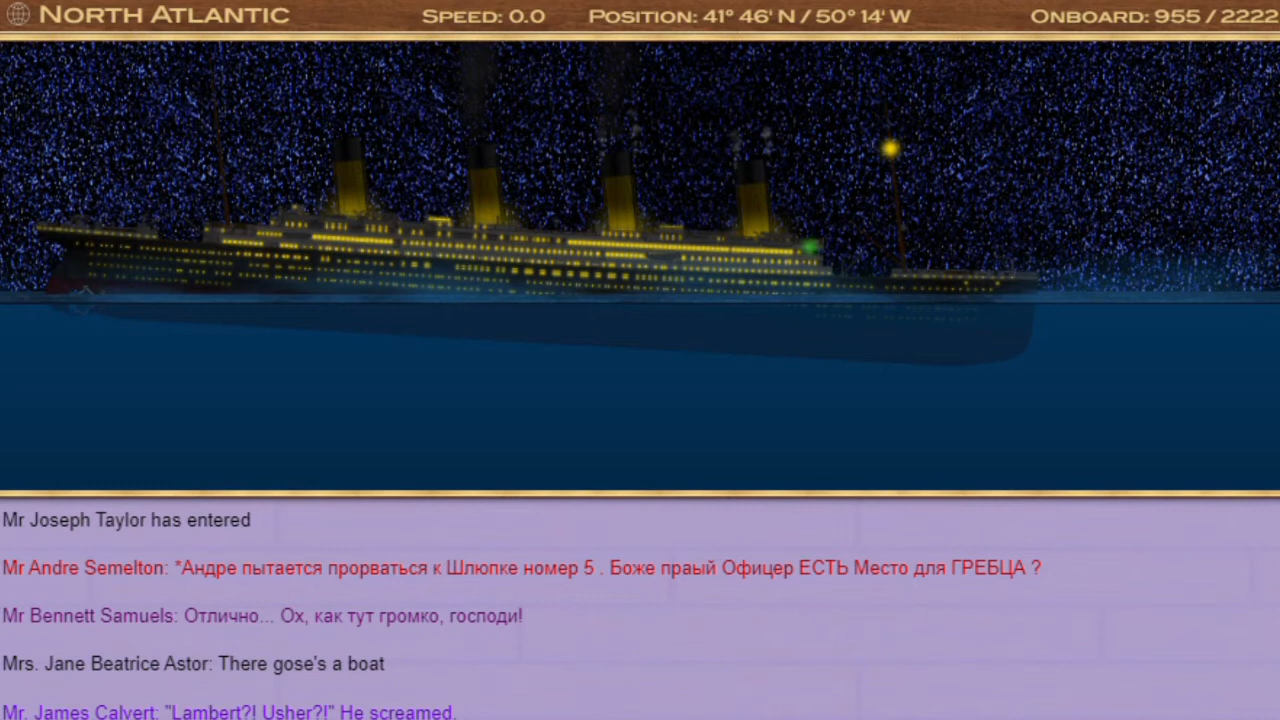 North Atlantic Speed: 0.0 Position: 41° 46' N / 50° 14' W Onboard: 955 / 2222
Mr Joseph Taylor has entered
Mr Andre Semelton: *Андре пытается прорваться к Шлюпке номер 5 . Боже праый Офицер ЕСТЬ Место для ГРЕБЦА ?
Mr Bennett Samuels: Отлично... Ох, как тут громко, господи!
Mrs. Jane Beatrice Astor: There gose's a boat
Mr. James Calvert: "Lambert?! Usher?!" He screamed.